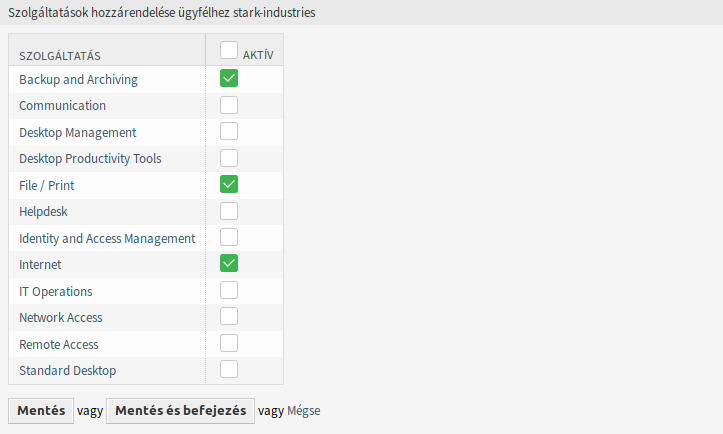 Szolgáltatások hozzárendelése ügyfélhez stark-industries
SZOLGÁLTATÁS AKTÍV
Backup and Archiving
Communication
Desktop Management
Desktop Productivity Tools
File / Print
Helpdesk
Identity and Access Management
Internet
IT Operations
Network Access
Remote Access
Standard Desktop
Mentés vagy Mentés és befejezés vagy Mégse